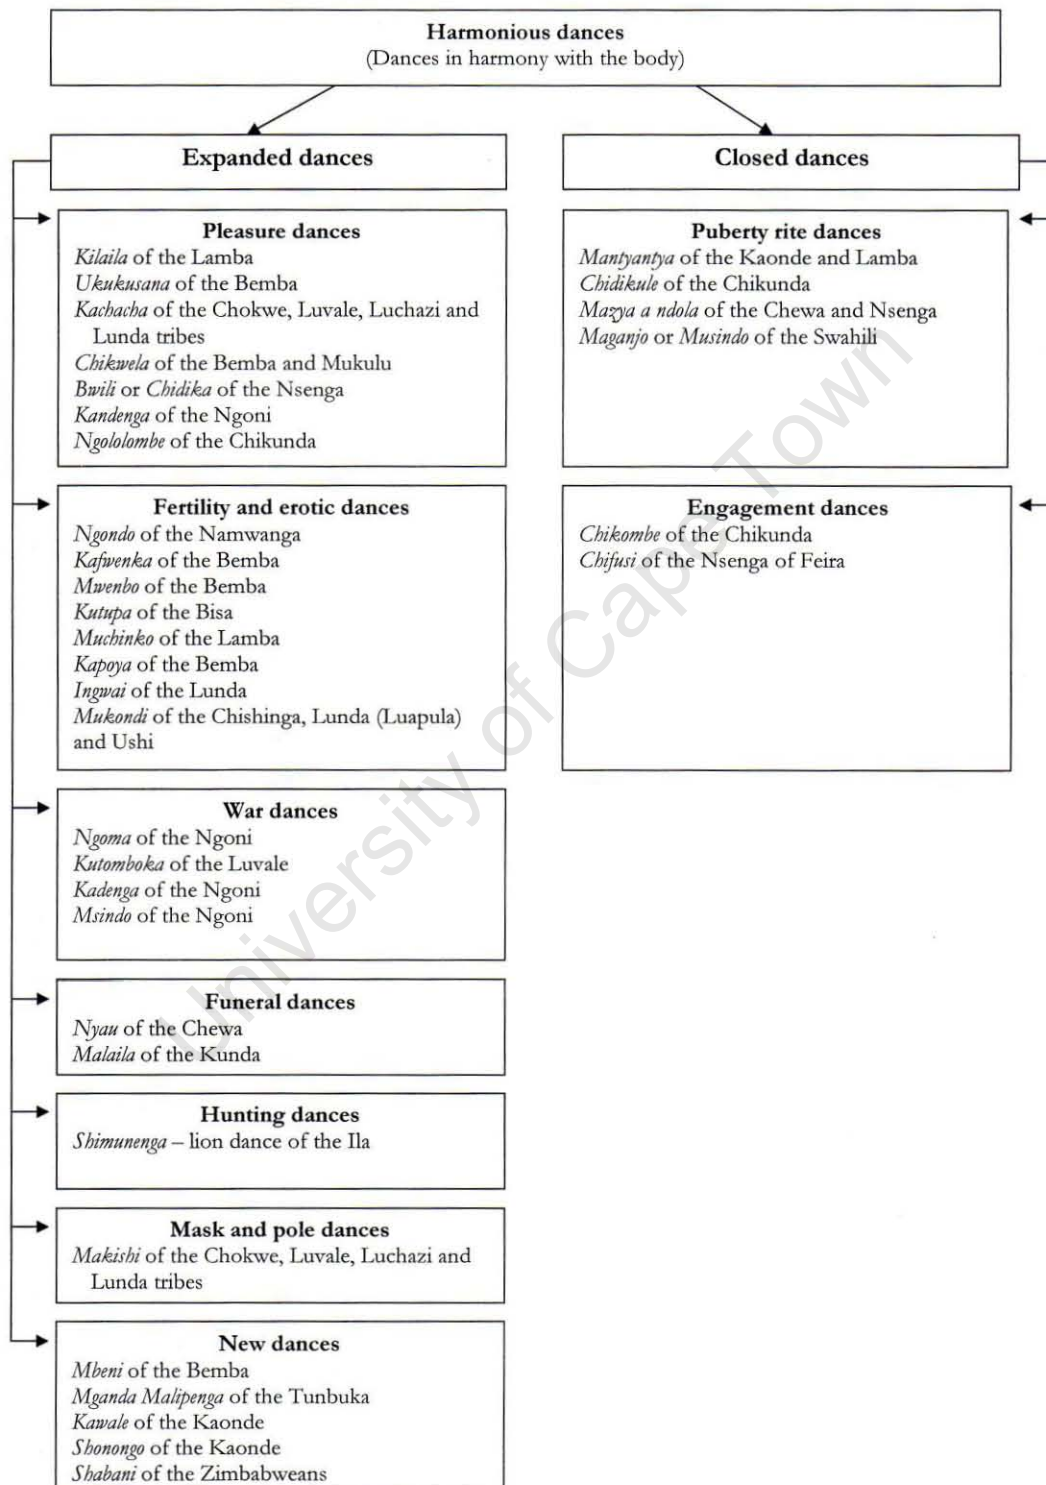 Harmonious dances
(Dances in harmony with the body)
Expanded dances
Closed dances
Pleasure dances
Kilaila of the Lamba
Ukukusana of the Bemba
Kachacha of the Chokwe, Luvale, Luchazi and
Lunda tribes
Chikwela of the Bemba and Mukulu
Bwili or Chidika of the Nsenga
Kandenga of the Ngoni
Ngololombe of the Chikunda
Puberty rite dances
Mantyantya of the Kaonde and Lamba
Chidikule of the Chikunda
Mazya a ndola of the Chewa and Nsenga
Maganjo or Musindo of the Swahili
Fertility and erotic dances
Ngondo of the Namwanga
Kafwenka of the Bemba
Mwenbo of the Bemba
Kutupa of the Bisa
Muchinko of the Lamba
Kapoya of the Bemba
Ingwai of the Lunda
Mukondi of the Chishinga, Lunda (Luapula)
and Ushi
Engagement dances
Chikombe of the Chikunda
Chifusi of the Nsenga of Feira
War dances
Ngoma of the Ngoni
Kutomboka of the Luvale
Kadenga of the Ngoni
Msindo of the Ngoni
Funeral dances
Nyau of the Chewa
Malaila of the Kunda
Hunting dances
Shimunenga – lion dance of the Ila
Mask and pole dances
Makishi of the Chokwe, Luvale, Luchazi and
Lunda tribes
New dances
Mbeni of the Bemba
Mganda Malipenga of the Tunbuka
Kawale of the Kaonde
Shonongo of the Kaonde
Shabani of the Zimbabweans
University of Cape Town